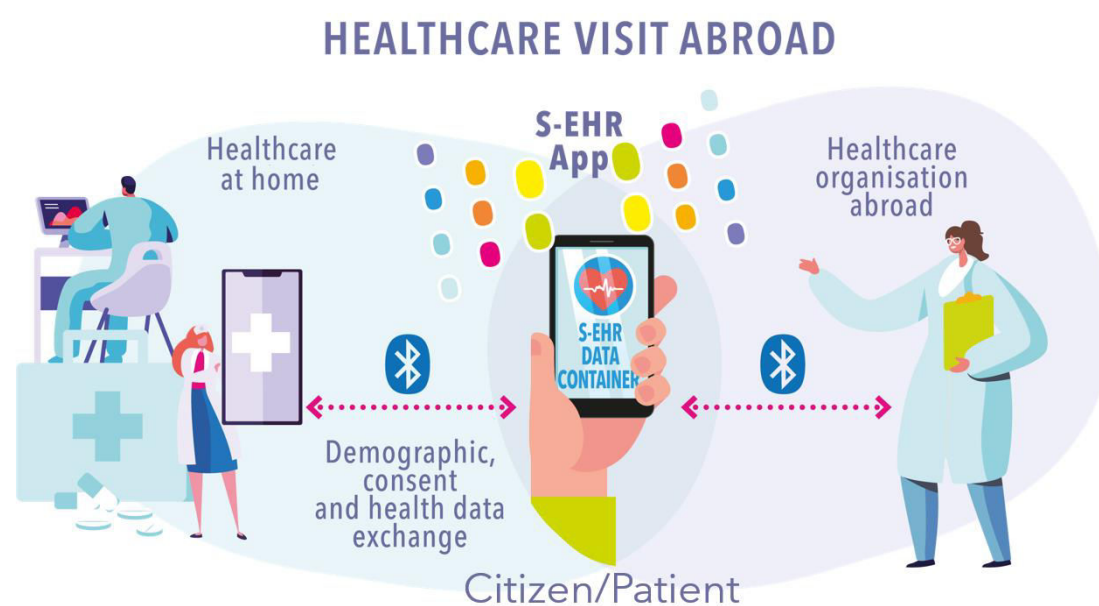 HEALTHCARE VISIT ABROAD
S-EHR
App
Healthcare
at home
Healthcare
organisation
abroad
S-EHR
DATA
CONTAINER
Demographic,
consent
and health data
exchange
Citizen/Patient